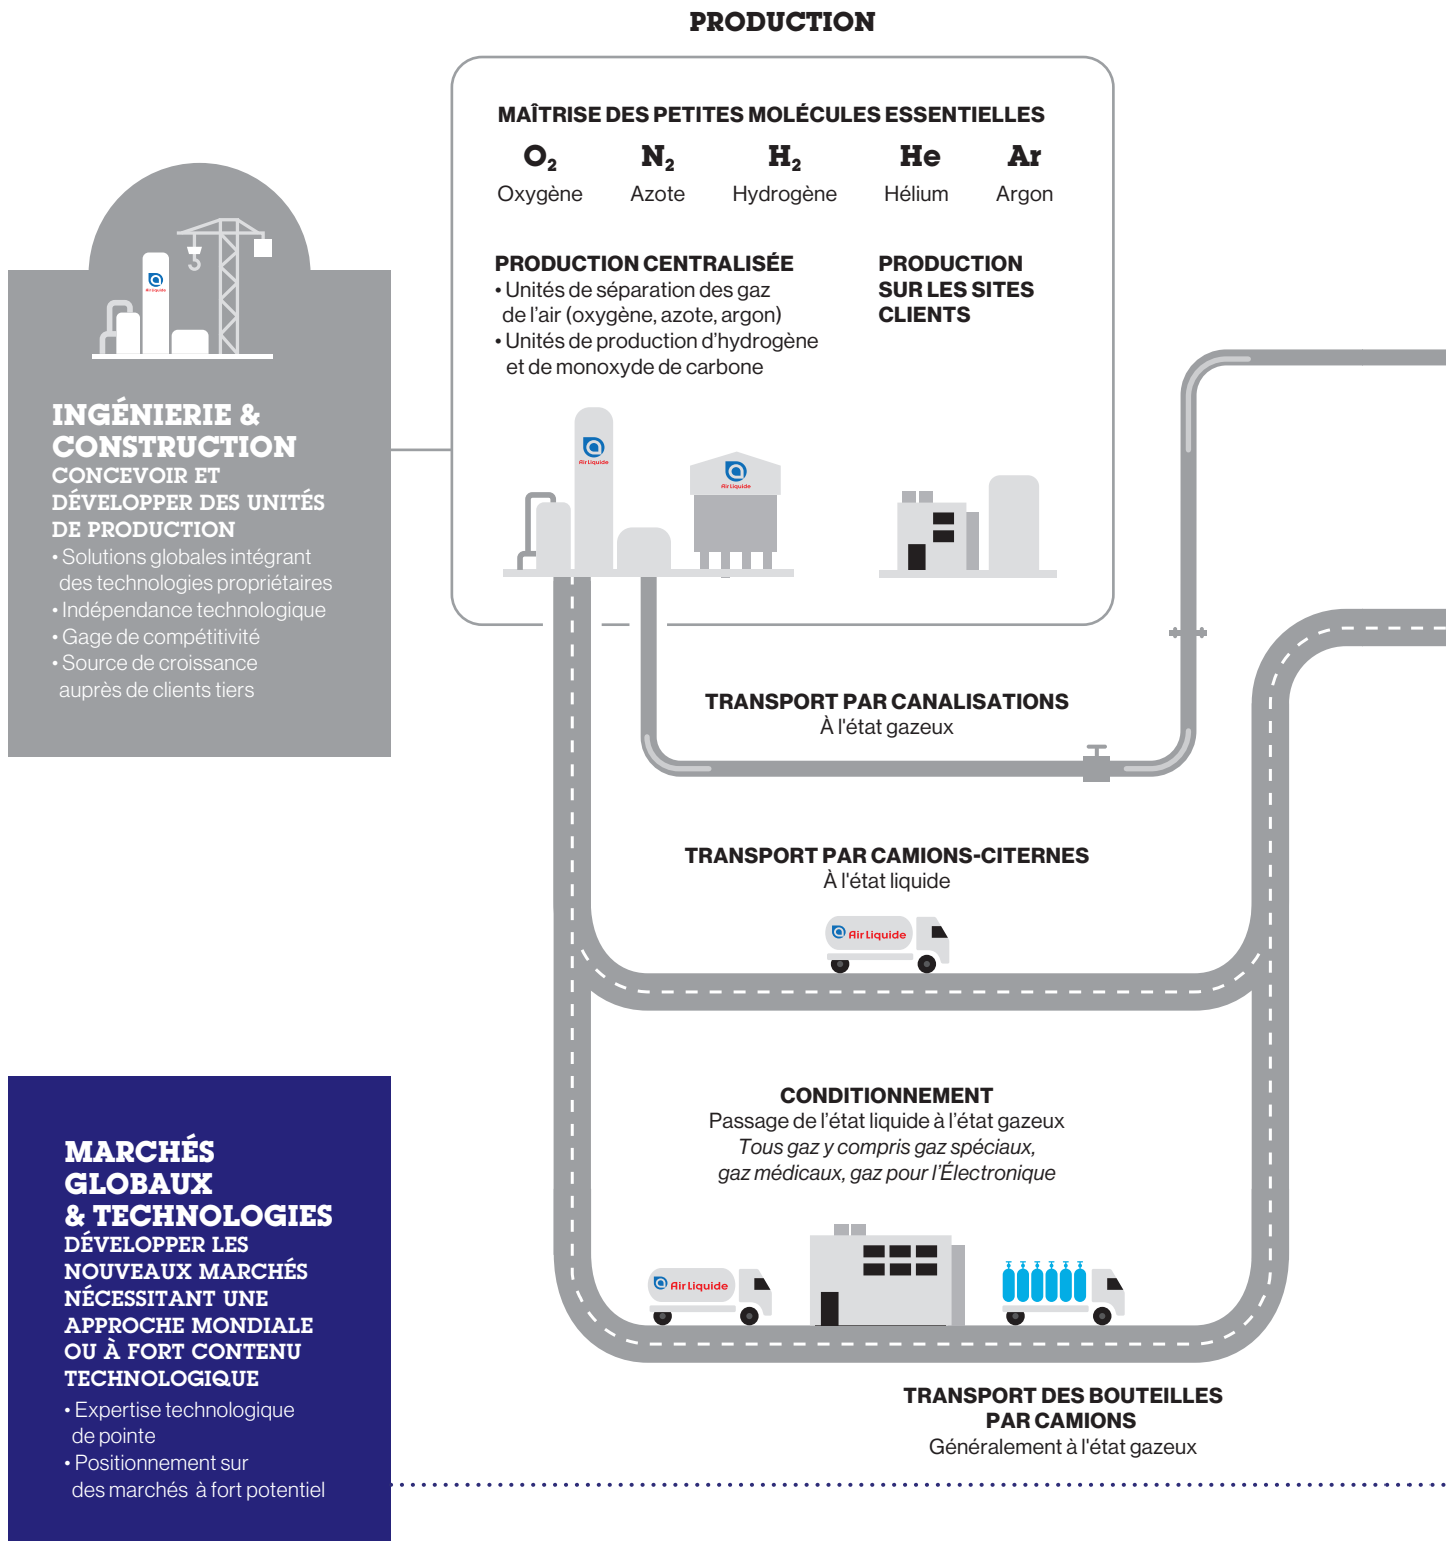 PRODUCTION
MAÎTRISE DES PETITES MOLÉCULES ESSENTIELLES
O₂ N₂ H₂ He Ar
Oxygène Azote Hydrogène Hélium Argon
PRODUCTION CENTRALISÉE
• Unités de séparation des gaz
de l’air (oxygène, azote, argon)
• Unités de production d’hydrogène
et de monoxyde de carbone
PRODUCTION
SUR LES SITES
CLIENTS
Air Liquide
Air Liquide
Air Liquide
INGÉNIERIE &
CONSTRUCTION
CONCEVOIR ET
DÉVELOPPER DES UNITÉS
DE PRODUCTION
• Solutions globales intégrant
des technologies propriétaires
• Indépendance technologique
• Gage de compétitivité
• Source de croissance
auprès de clients tiers
TRANSPORT PAR CANALISATIONS
À l'état gazeux
TRANSPORT PAR CAMIONS-CITERNES
À l'état liquide
Air Liquide
CONDITIONNEMENT
Passage de l’état liquide à l’état gazeux
Tous gaz y compris gaz spéciaux,
gaz médicaux, gaz pour l’Électronique
Air Liquide
TRANSPORT DES BOUTEILLES
PAR CAMIONS
Généralement à l'état gazeux
MARCHÉS
GLOBAUX
& TECHNOLOGIES
DÉVELOPPER LES
NOUVEAUX MARCHÉS
NÉCESSITANT UNE
APPROCHE MONDIALE
OU À FORT CONTENU
TECHNOLOGIQUE
• Expertise technologique
de pointe
• Positionnement sur
des marchés à fort potentiel